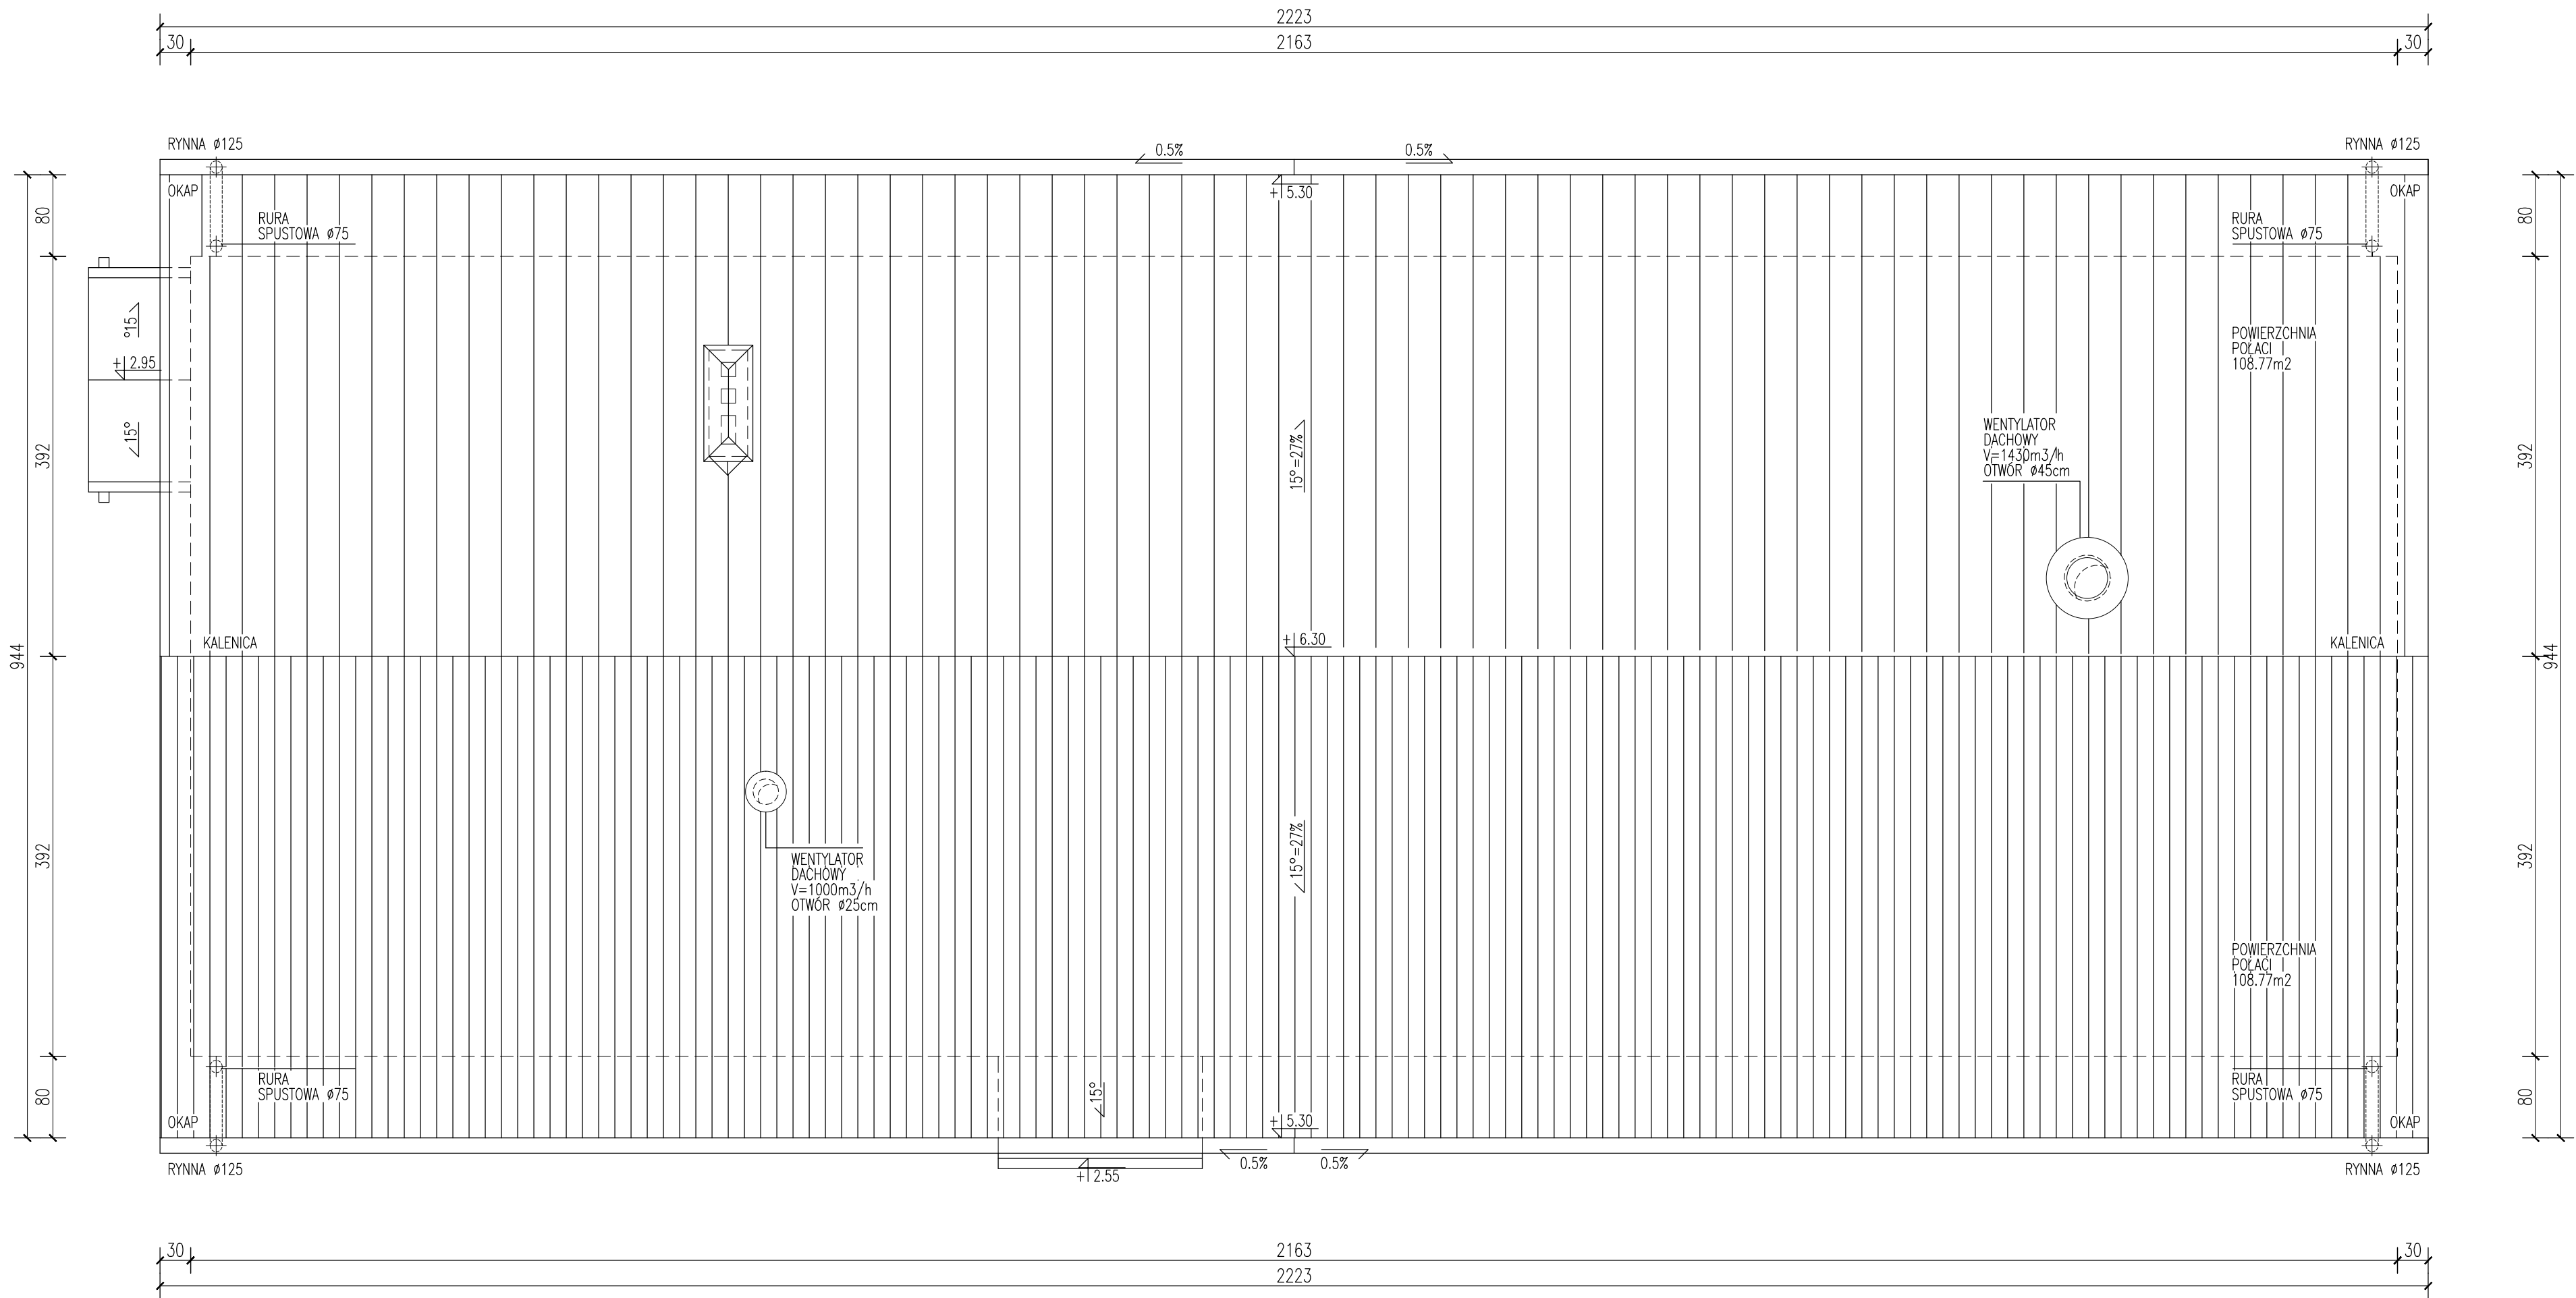 2223
30
2163
30
RYNNA ø125
0.5%
0.5%
RYNNA ø125
OKAP
+5.30
OKAP
80
RURA
SPUSTOWA ø75
RURA
SPUSTOWA ø75
80
15°
+2.95
15°
POWIERZCHNIA
POŁACI
108.77m2
392
15°=27%
WENTYLATOR
DACHOWY
V=1430m3/h
OTWÓR ø45cm
392
944
KALENICA
+6.30
KALENICA
944
392
15°=27%
WENTYLATOR
DACHOWY
V=1000m3/h
OTWÓR ø25cm
392
POWIERZCHNIA
POŁACI
108.77m2
80
RURA
SPUSTOWA ø75
15°
RURA
SPUSTOWA ø75
80
OKAP
+5.30
OKAP
RYNNA ø125
+2.55
0.5%
0.5%
RYNNA ø125
30
2163
30
2223